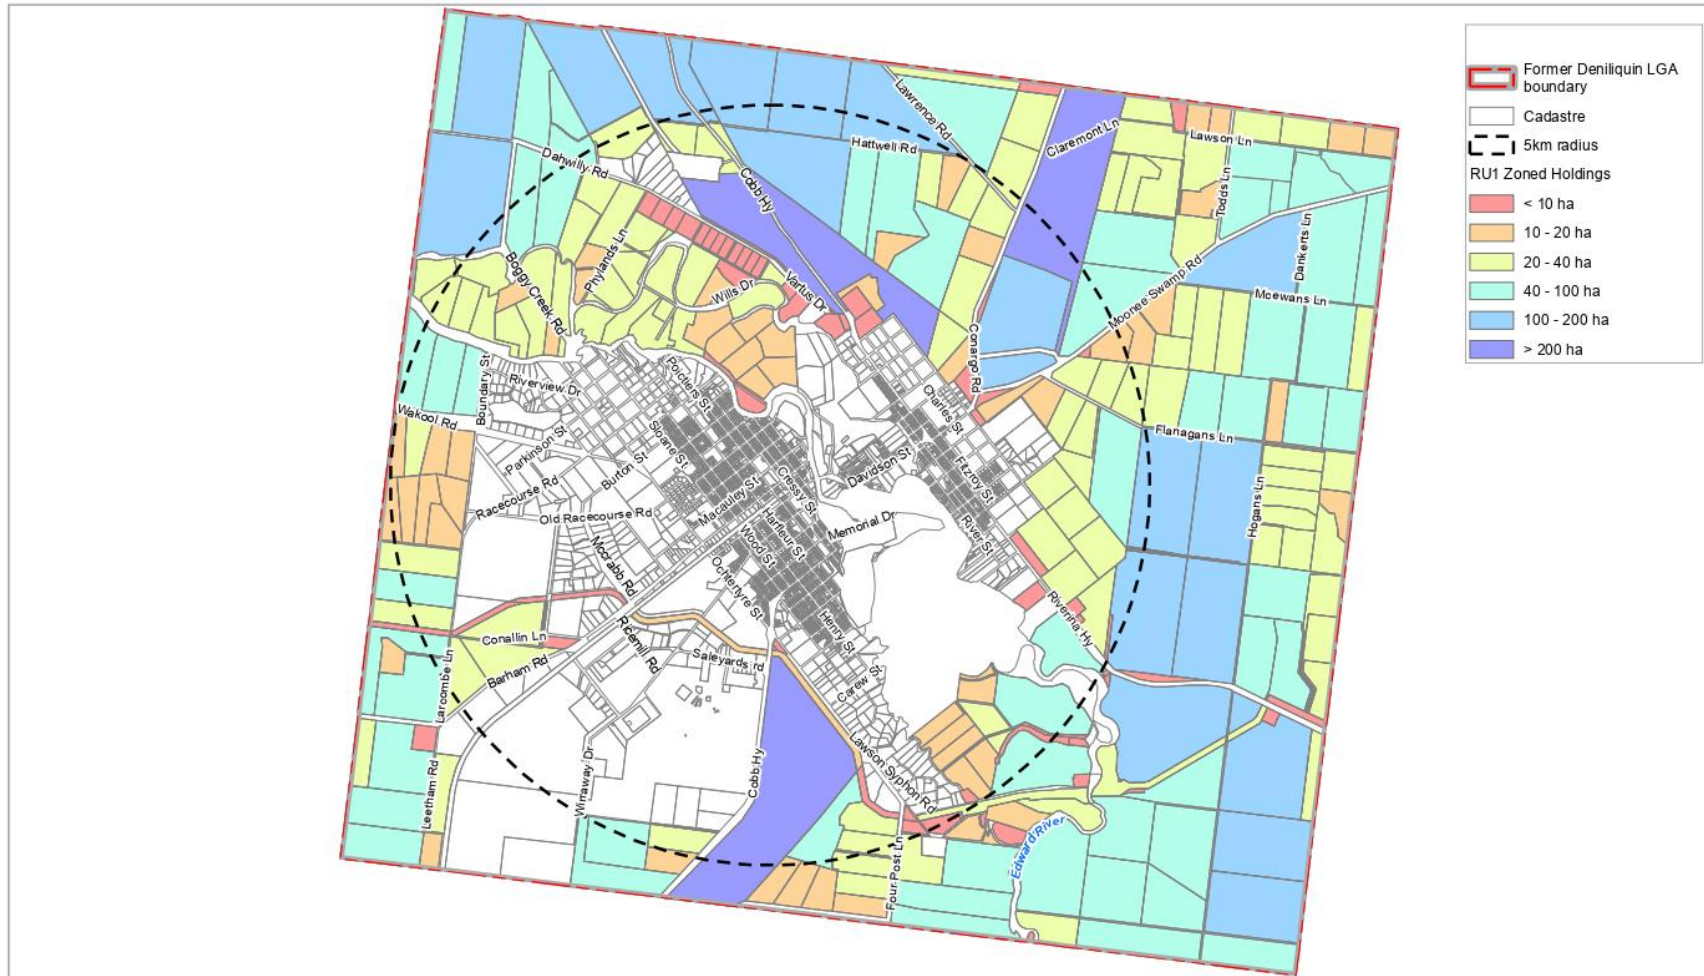 Former Deniliquin LGA
boundary
Cadastre
5km radius
RU1 Zoned Holdings
< 10 ha
10 - 20 ha
20 - 40 ha
40 - 100 ha
100 - 200 ha
> 200 ha
Lawrence Rd
Claremont Ln
Lawson Ln
Hattwell Rd
Dahwilly Rd
Cobb Hy
Todds Ln
Dankerts Ln
Phylands Ln
Boggy Creek Rd
Wills Dr
Vartus Dr
Moonee Swamp Rd
Mcewans Ln
Conargo Rd
Boundary St
Riverview Dr
Poictiers St
Charles St
Wakool Rd
Parkinson St
Sloane St
Burton St
Flanagans Ln
Davidson St
Fitzroy St
Cressy St
Racecourse Rd
Old Racecourse Rd
Macauley St
Harfleur St
Memorial Dr
Hogans Ln
Mccrabb Rd
Wood St
Ochtertyre St
River St
Riverina Hy
Henry St
Conallin Ln
Ricemill Rd
Saleyards rd
Larcombe Ln
Barham Rd
Carew St
Leetham Rd
Wirraway Dr
Cobb Hy
Lawson Syphon Rd
Four Post Ln
Edward River